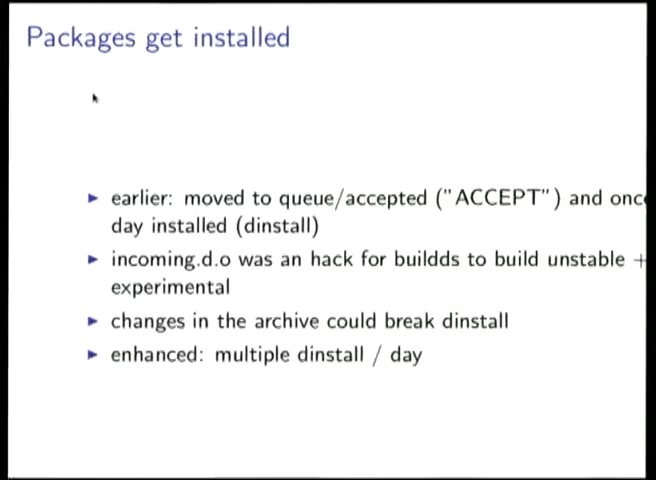 Packages get installed
earlier: moved to queue/accepted ("ACCEPT") and once
day installed (dinstall)
incoming.d.o was an hack for buildds to build unstable +
experimental
changes in the archive could break dinstall
enhanced: multiple dinstall / day